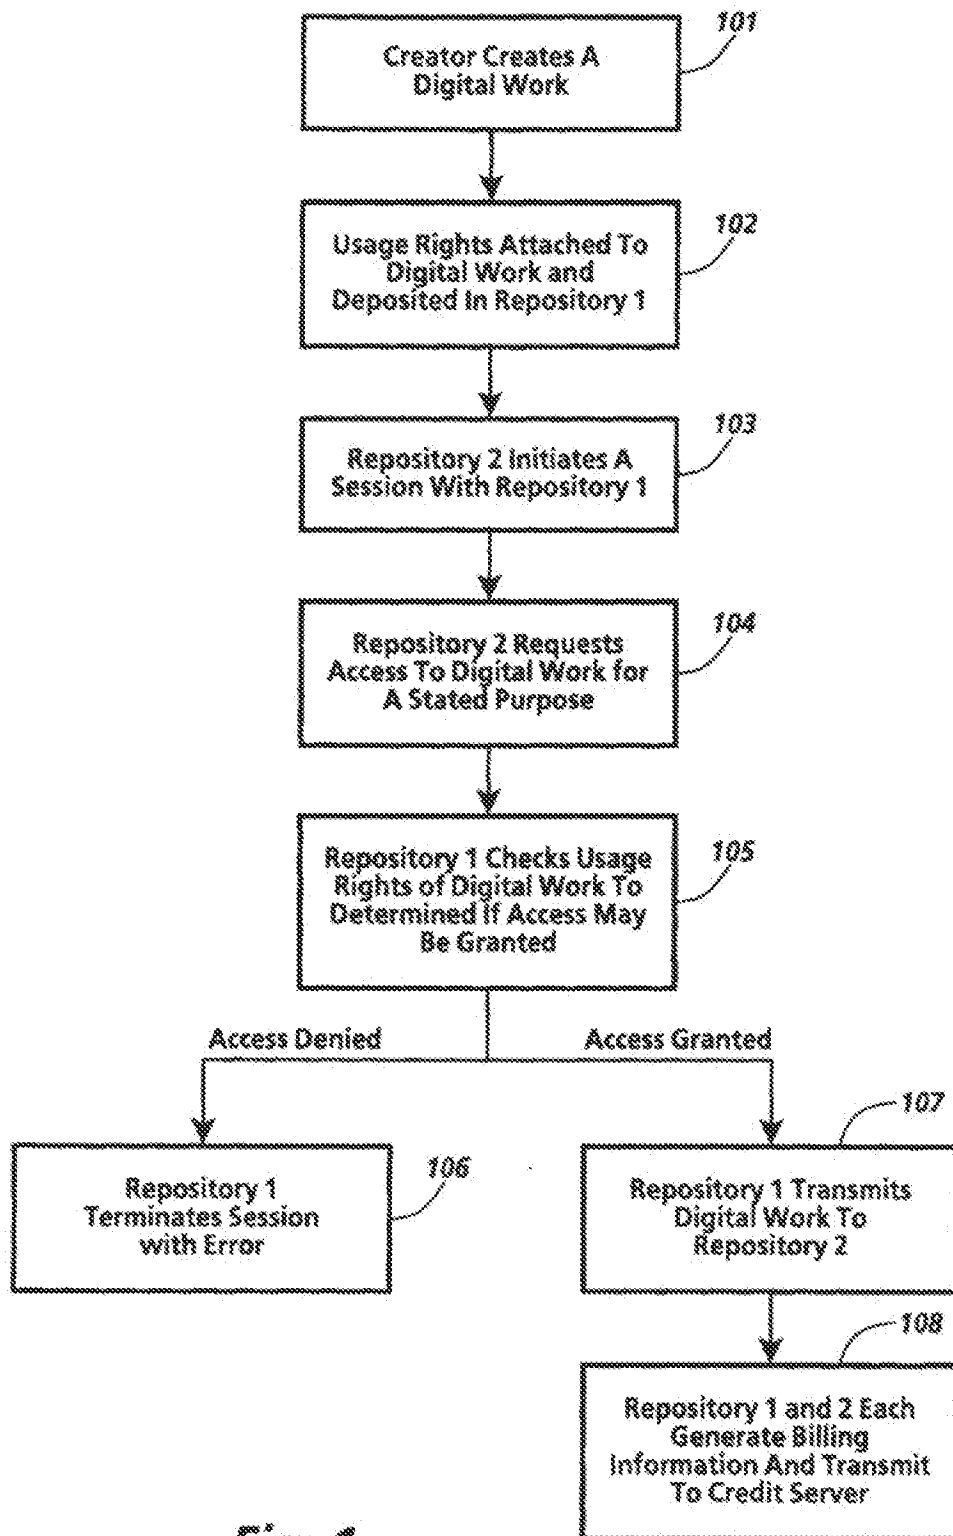 101
Creator Creates A
Digital Work
102
Usage Rights Attached To
Digital Work and
Deposited In Repository 1
103
Repository 2 Initiates A
Session With Repository 1
104
Repository 2 Requests
Access To Digital Work for
A Stated Purpose
105
Repository 1 Checks Usage
Rights of Digital Work To
Determined If Access May
Be Granted
Access Denied
Access Granted
106
Repository 1
Terminates Session
with Error
107
Repository 1 Transmits
Digital Work To
Repository 2
108
Repository 1 and 2 Each
Generate Billing
Information And Transmit
To Credit Server